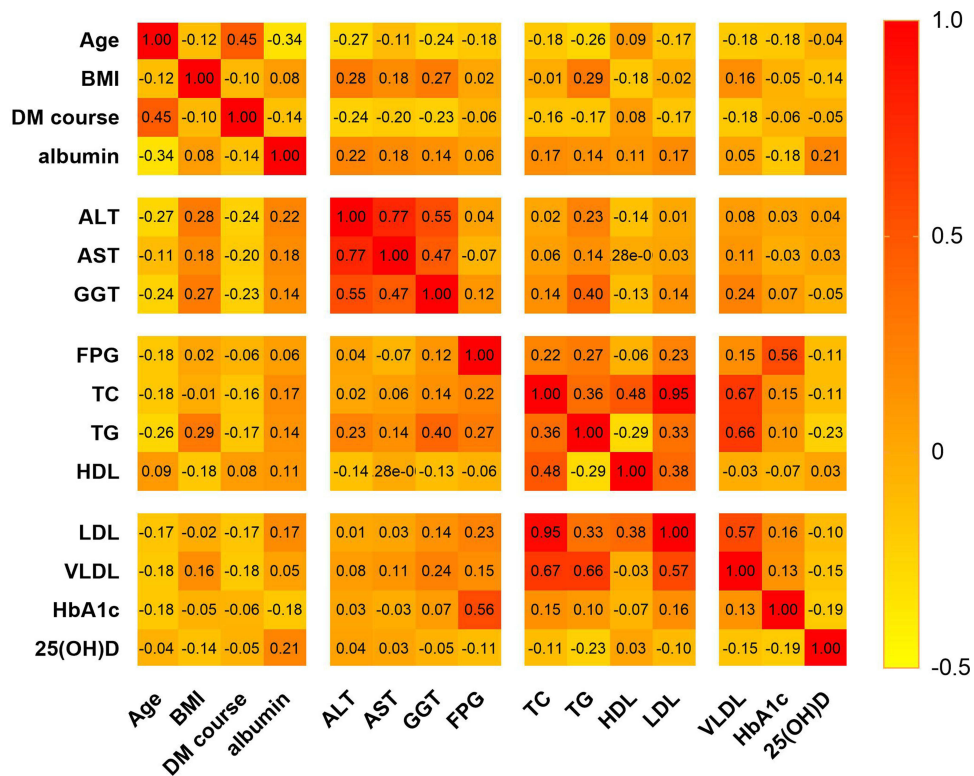 Age 1.00 -0.12 0.45 -0.34 -0.27 -0.11 -0.24 -0.18 -0.18 -0.26 0.09 -0.17 -0.18 -0.18 -0.04
BMI -0.12 1.00 -0.10 0.08 0.28 0.18 0.27 0.02 -0.01 0.29 -0.18 -0.02 0.16 -0.05 -0.14
DM course 0.45 -0.10 1.00 -0.14 -0.24 -0.20 -0.23 -0.06 -0.16 -0.17 0.08 -0.17 -0.18 -0.06 -0.05
albumin -0.34 0.08 -0.14 1.00 0.22 0.18 0.14 0.06 0.17 0.14 0.11 0.17 0.05 -0.18 0.21
ALT -0.27 0.28 -0.24 0.22 1.00 0.77 0.55 0.04 0.02 0.23 -0.14 0.01 0.08 0.03 0.04
AST -0.11 0.18 -0.20 0.18 0.77 1.00 0.47 -0.07 0.06 0.14 28e-0 0.03 0.11 -0.03 0.03
GGT -0.24 0.27 -0.23 0.14 0.55 0.47 1.00 0.12 0.14 0.40 -0.13 0.14 0.24 0.07 -0.05
FPG -0.18 0.02 -0.06 0.06 0.04 -0.07 0.12 1.00 0.22 0.27 -0.06 0.23 0.15 0.56 -0.11
TC -0.18 -0.01 -0.16 0.17 0.02 0.06 0.14 0.22 1.00 0.36 0.48 0.95 0.67 0.15 -0.11
TG -0.26 0.29 -0.17 0.14 0.23 0.14 0.40 0.27 0.36 1.00 -0.29 0.33 0.66 0.10 -0.23
HDL 0.09 -0.18 0.08 0.11 -0.14 28e-0 -0.13 -0.06 0.48 -0.29 1.00 0.38 -0.03 -0.07 0.03
LDL -0.17 -0.02 -0.17 0.17 0.01 0.03 0.14 0.23 0.95 0.33 0.38 1.00 0.57 0.16 -0.10
VLDL -0.18 0.16 -0.18 0.05 0.08 0.11 0.24 0.15 0.67 0.66 -0.03 0.57 1.00 0.13 -0.15
HbA1c -0.18 -0.05 -0.06 -0.18 0.03 -0.03 0.07 0.56 0.15 0.10 -0.07 0.16 0.13 1.00 -0.19
25(OH)D -0.04 -0.14 -0.05 0.21 0.04 0.03 -0.05 -0.11 -0.11 -0.23 0.03 -0.10 -0.15 -0.19 1.00
Age BMI DM course albumin ALT AST GGT FPG TC TG HDL LDL VLDL HbA1c 25(OH)D
1.0
0.5
0
-0.5